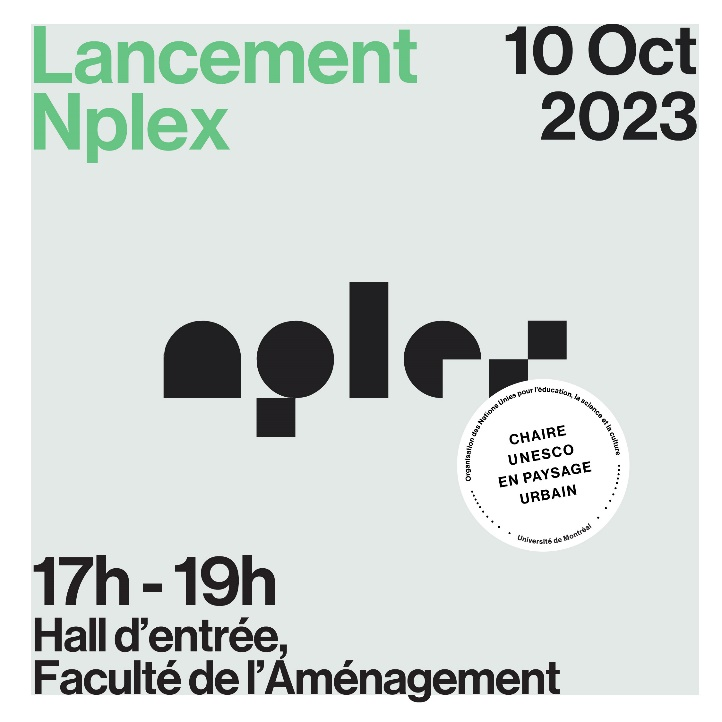 Lancement
Nplex
10 Oct
2023
nplex
Organisation des Nations Unies pour l'éducation, la science et la culture
CHAIRE
UNESCO
EN PAYSAGE
URBAIN
Université de Montréal
17h - 19h
Hall d'entrée,
Faculté de l'Aménagement